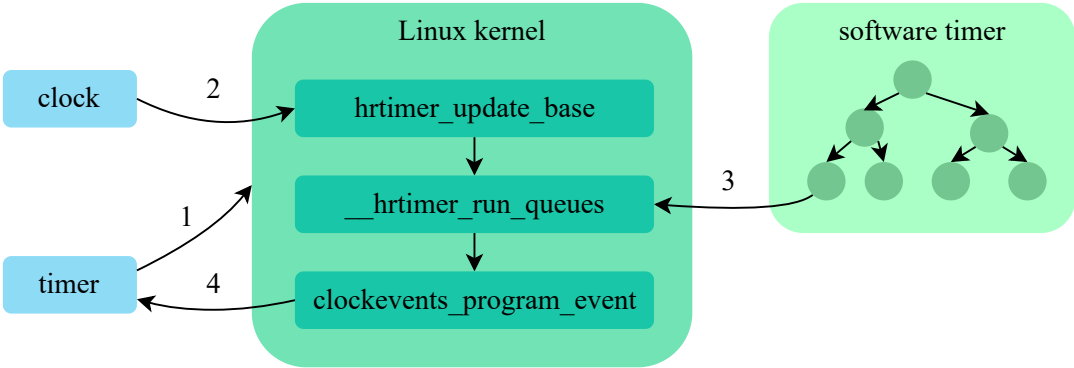 Linux kernel
software timer
clock
2
hrtimer_update_base
3
__hrtimer_run_queues
1
timer
4
clockevents_program_event